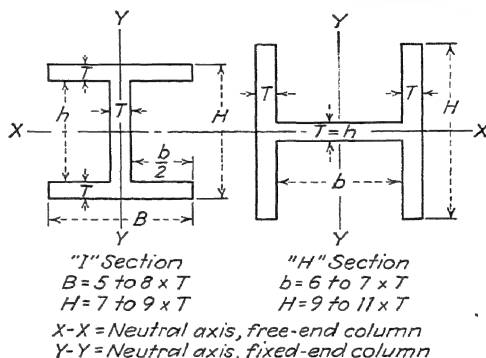 Y Y
T T T
h T H T=h H
X X
b/2 b
T
B
Y Y
"I" Section "H" Section
B = 5 to 8 x T b = 6 to 7 x T
H = 7 to 9 x T H = 9 to 11 x T
X-X = Neutral axis, free-end column
Y-Y = Neutral axis, fixed-end column